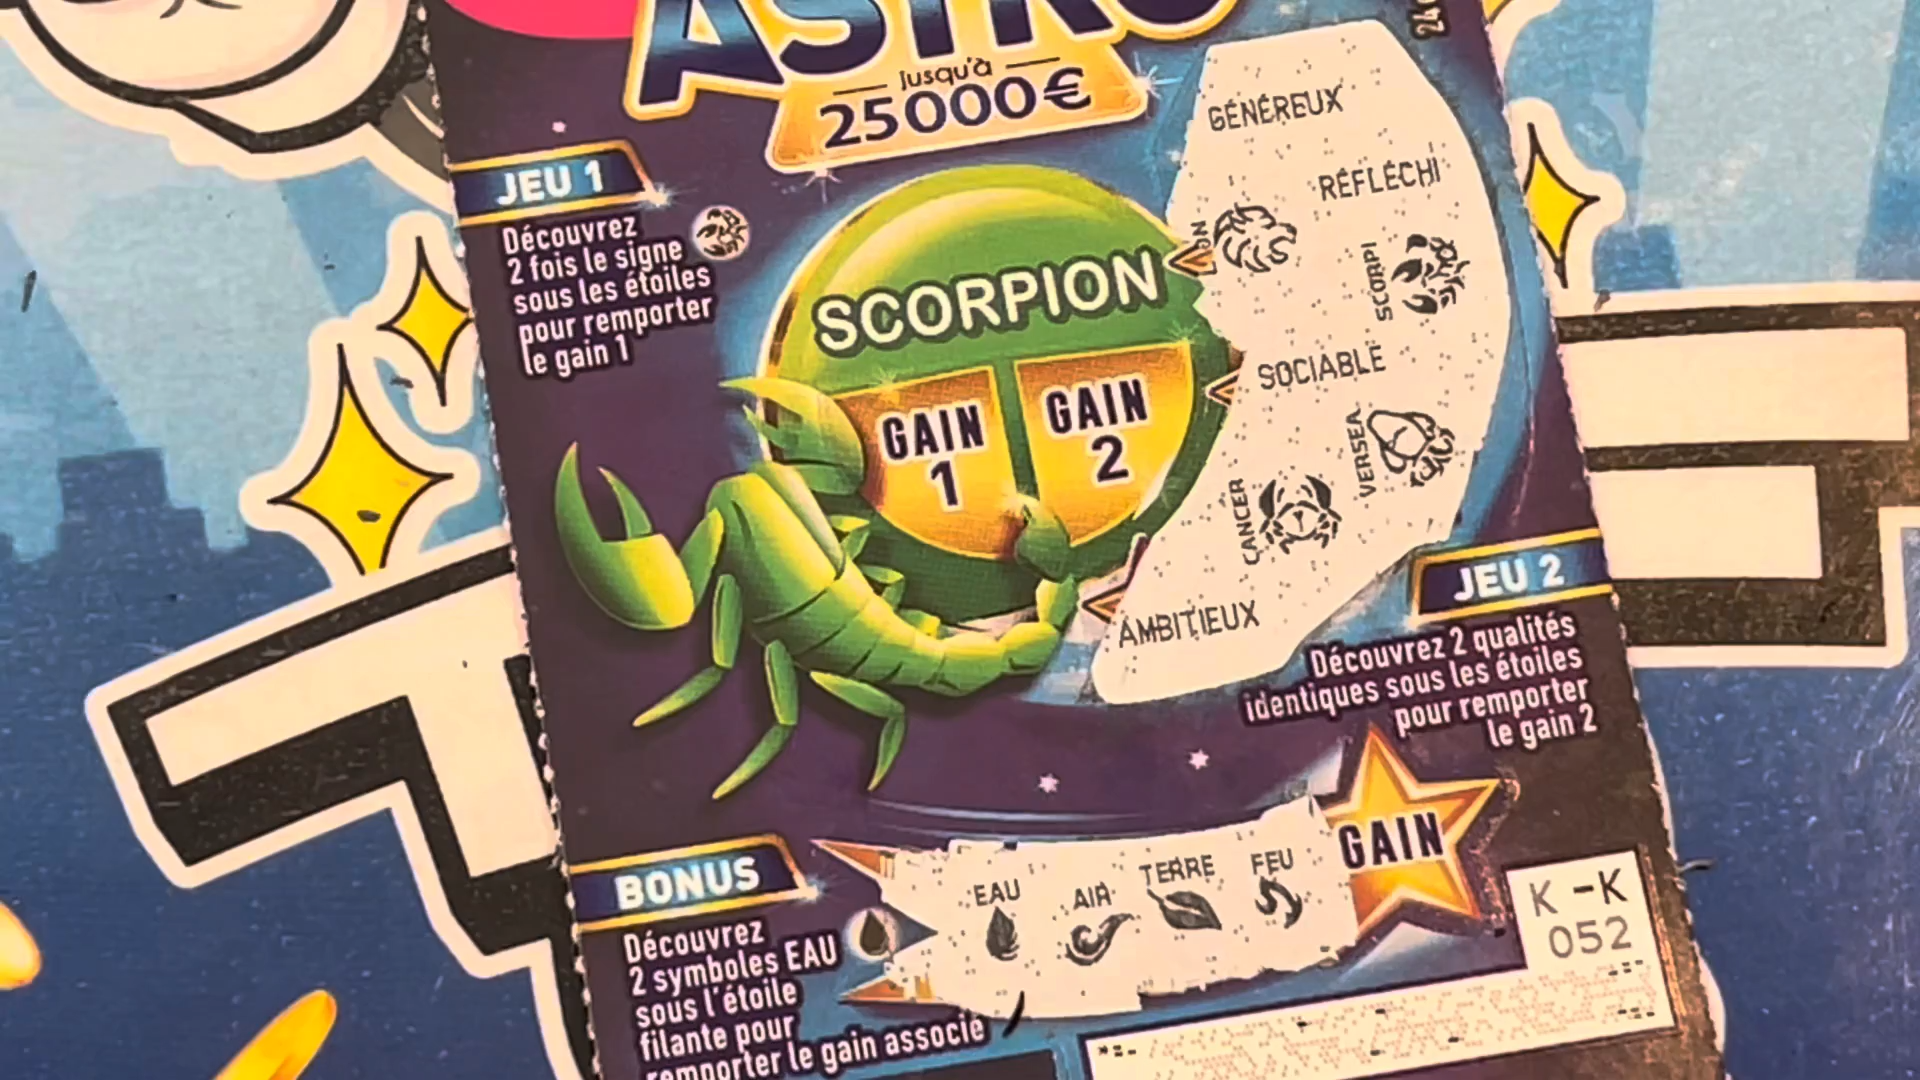 ASTRO
Jusqu'à
25000€
JEU 1
Découvrez
2 fois le signe
sous les étoiles
pour remporter
le gain 1
SCORPION
GAIN
1
GAIN
2
GÉNÉREUX
RÉFLÉCHI
SCORPI
SOCIABLE
VERSEA
CANCER
AMBITIEUX
JEU 2
Découvrez 2 qualités
identiques sous les étoiles
pour remporter
le gain 2
GAIN
BONUS
Découvrez
2 symboles EAU
sous l'étoile
filante pour
remporter le gain associé
EAU
AIR
TERRE
FEU
K -K
052